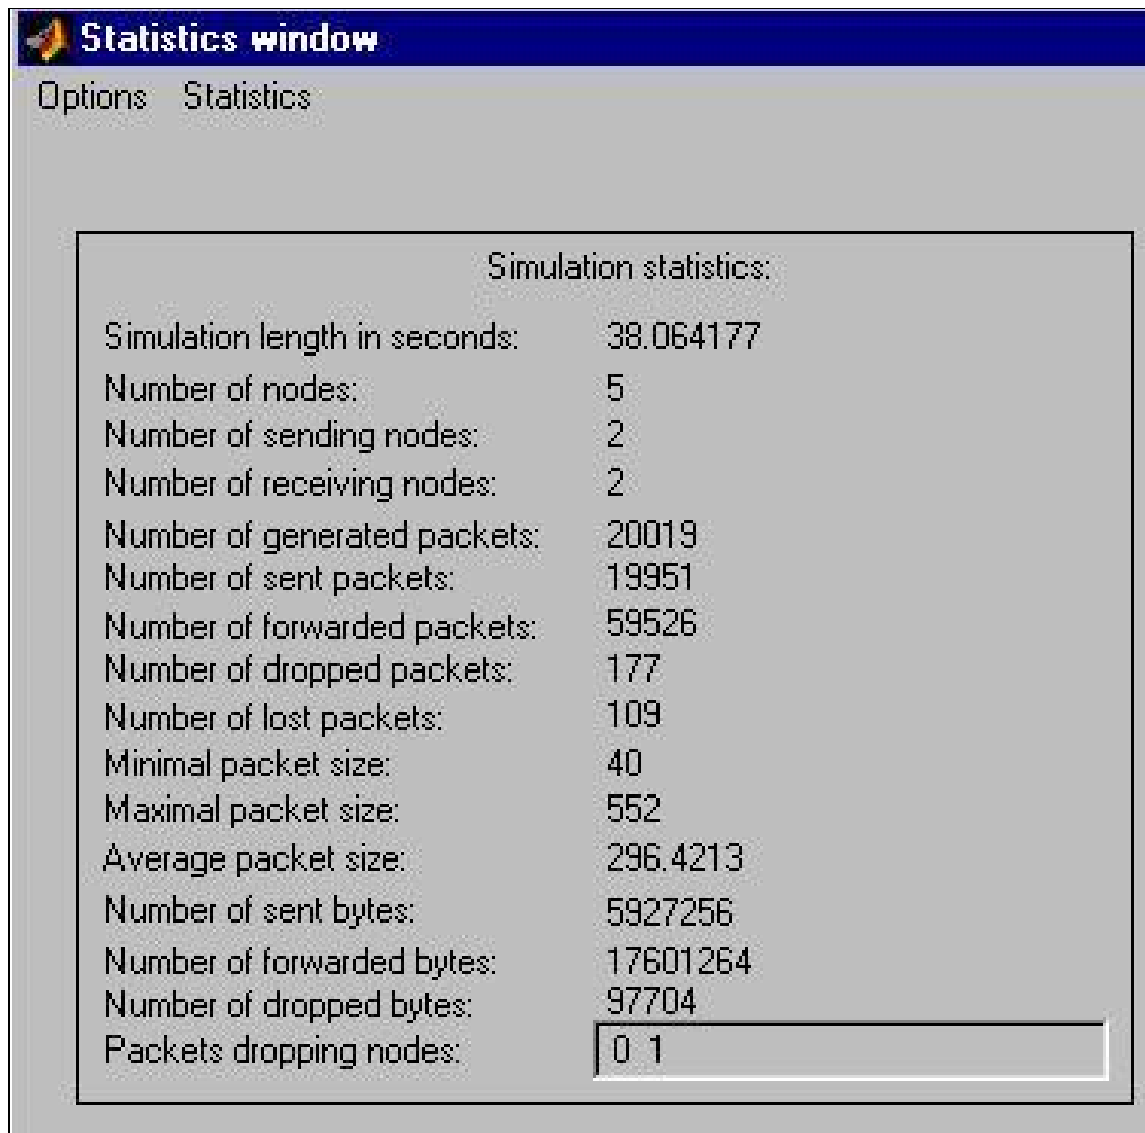 Statistics window
Options Statistics
Simulation statistics:
Simulation length in seconds: 38.064177
Number of nodes: 5
Number of sending nodes: 2
Number of receiving nodes: 2
Number of generated packets: 20019
Number of sent packets: 19951
Number of forwarded packets: 59526
Number of dropped packets: 177
Number of lost packets: 109
Minimal packet size: 40
Maximal packet size: 552
Average packet size: 296.4213
Number of sent bytes: 5927256
Number of forwarded bytes: 17601264
Number of dropped bytes: 97704
Packets dropping nodes: 0 1